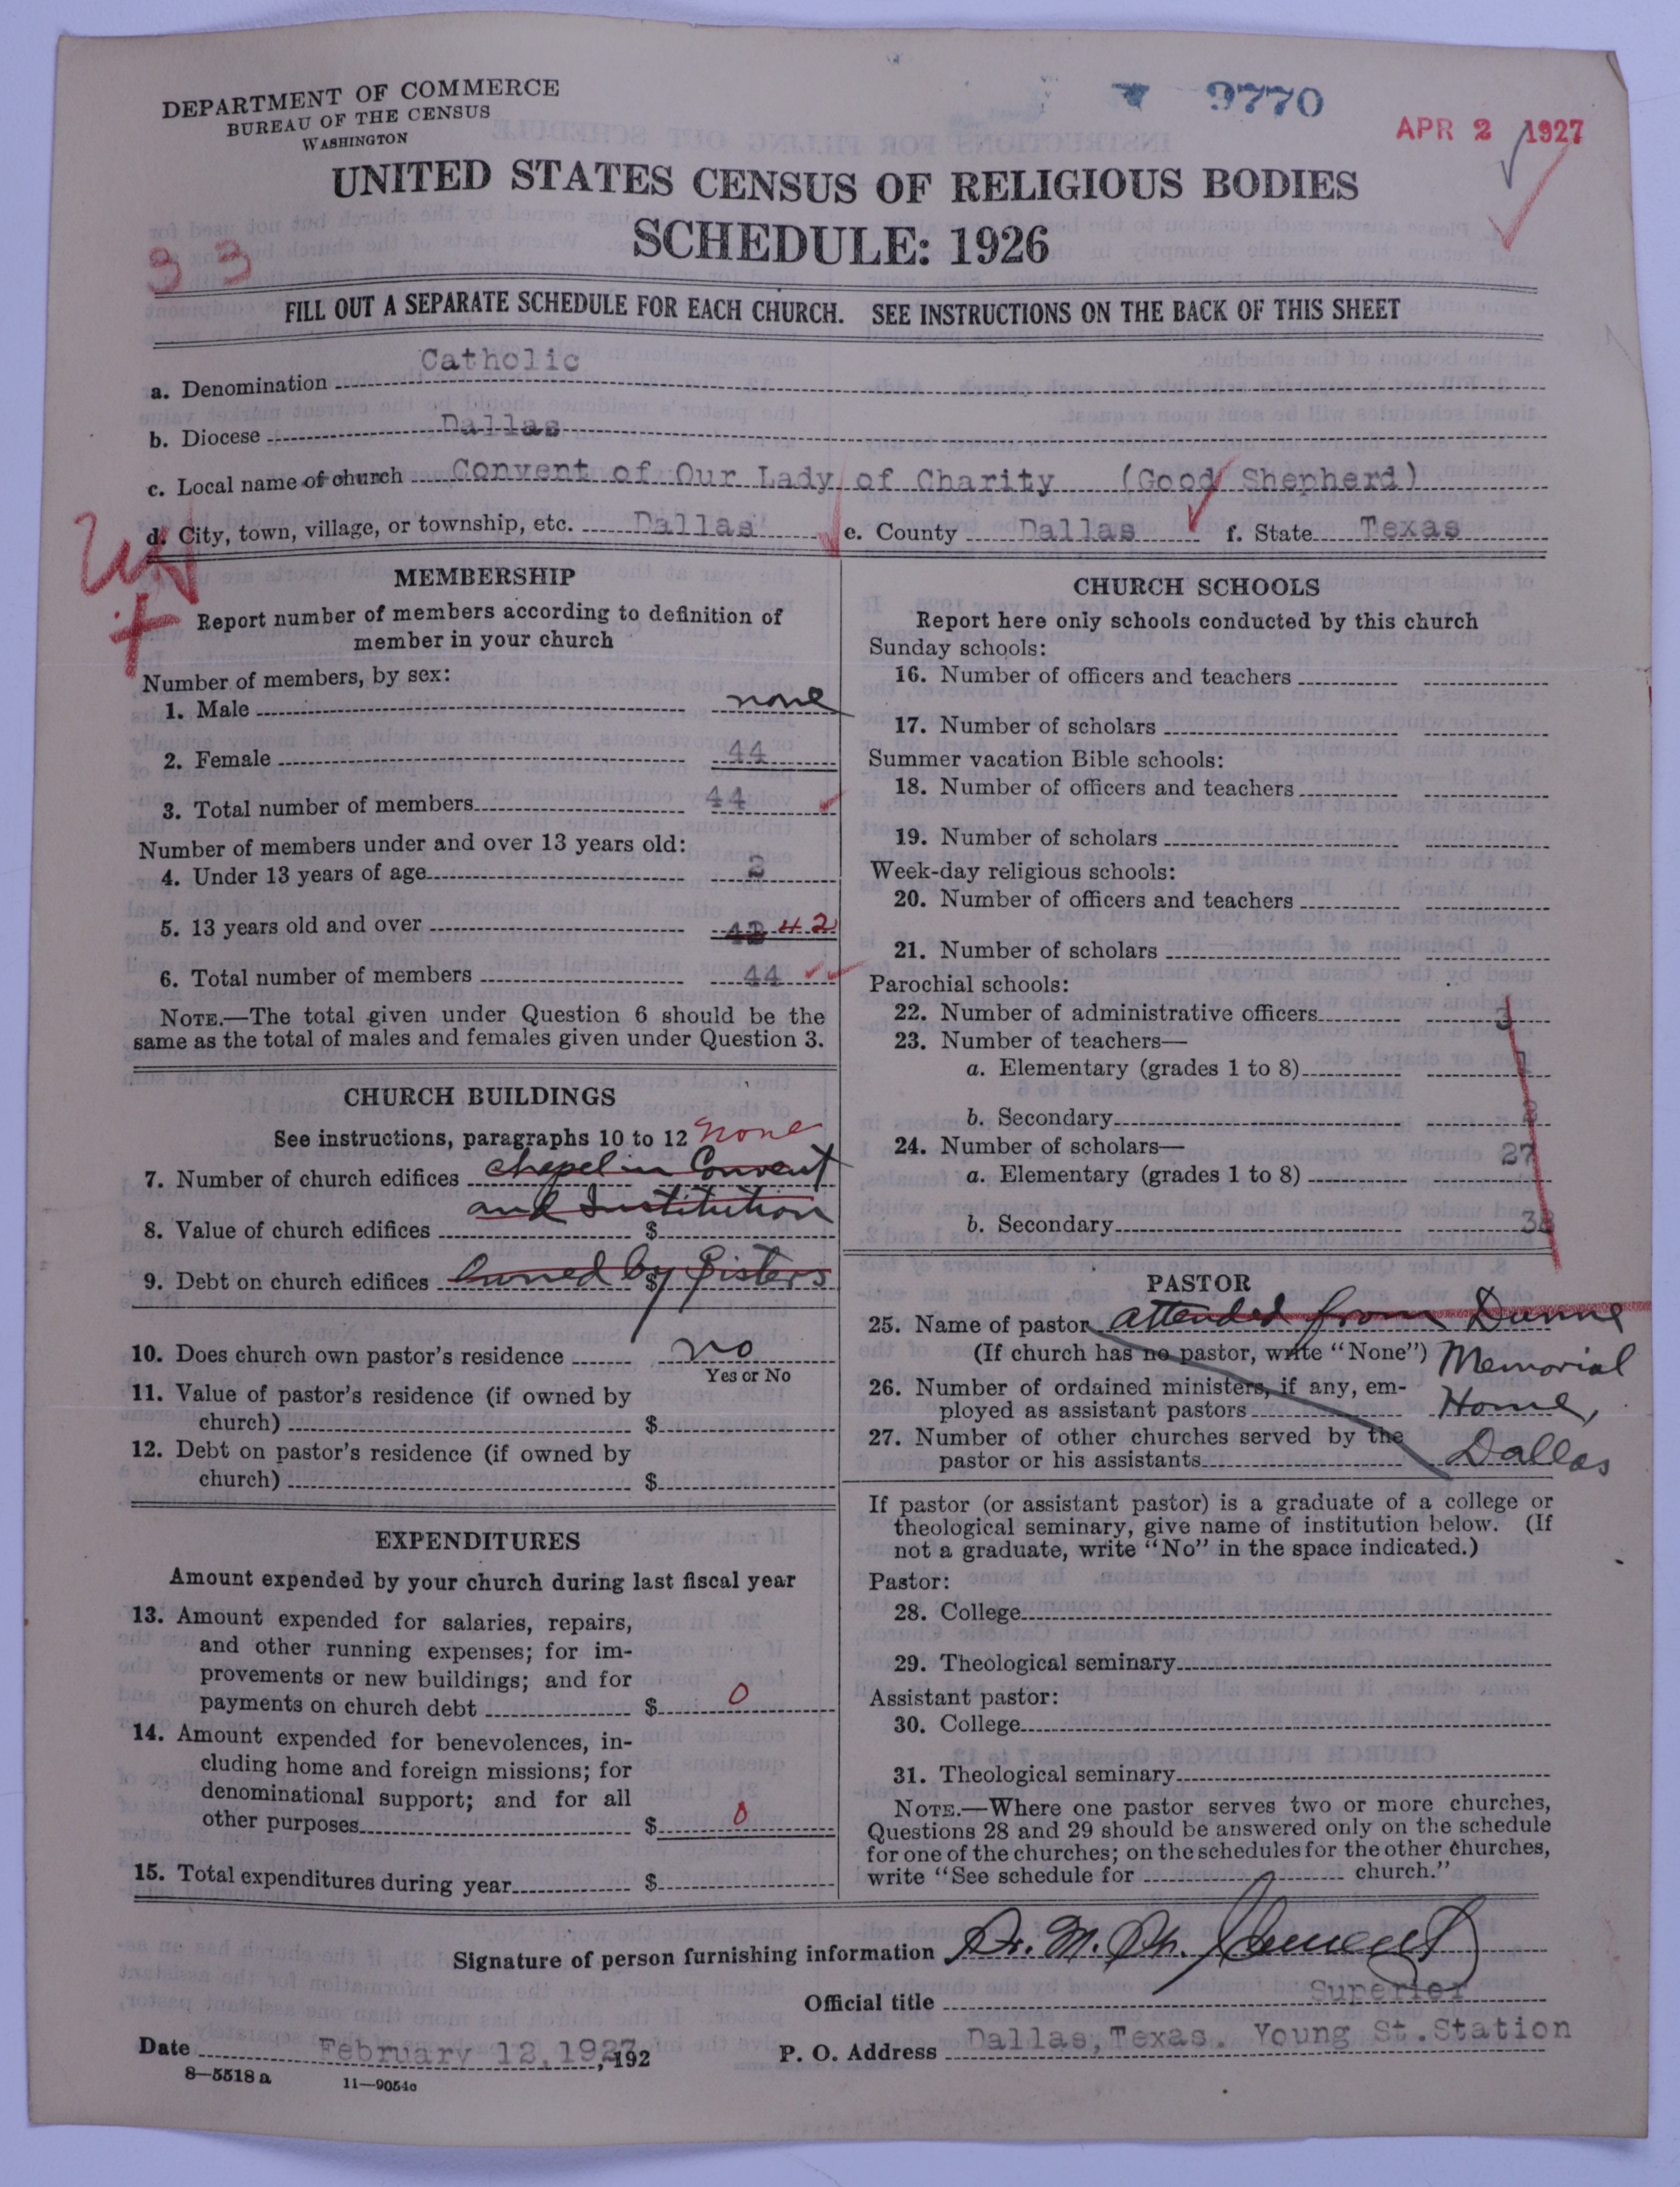 DEPARTMENT OF COMMERCE
BUREAU OF THE CENSUS
WASHINGTON
9770
APR 2 1927
UNITED STATES CENSUS OF RELIGIOUS BODIES
SCHEDULE: 1926
33
FILL OUT A SEPARATE SCHEDULE FOR EACH CHURCH. SEE INSTRUCTIONS ON THE BACK OF THIS SHEET
a. Denomination Catholic
b. Diocese Dallas
c. Local name of church Convent of Our Lady of Charity (Good Shepherd)
d. City, town, village, or township, etc. Dallas e. County Dallas f. State Texas
MEMBERSHIP
Report number of members according to definition of
member in your church
Number of members, by sex:
1. Male none
2. Female 44
3. Total number of members 44
Number of members under and over 13 years old:
4. Under 13 years of age 2
5. 13 years old and over 42
6. Total number of members 44
NOTE.—The total given under Question 6 should be the
same as the total of males and females given under Question 3.
CHURCH BUILDINGS
See instructions, paragraphs 10 to 12 none
7. Number of church edifices chapel in Convent
and Institution
8. Value of church edifices $
9. Debt on church edifices $ owned by Sisters
10. Does church own pastor's residence no
Yes or No
11. Value of pastor's residence (if owned by
church) $
12. Debt on pastor's residence (if owned by
church) $
EXPENDITURES
Amount expended by your church during last fiscal year
13. Amount expended for salaries, repairs,
and other running expenses; for im-
provements or new buildings; and for
payments on church debt $ 0
14. Amount expended for benevolences, in-
cluding home and foreign missions; for
denominational support; and for all
other purposes $ 0
15. Total expenditures during year $
CHURCH SCHOOLS
Report here only schools conducted by this church
Sunday schools:
16. Number of officers and teachers
17. Number of scholars
Summer vacation Bible schools:
18. Number of officers and teachers
19. Number of scholars
Week-day religious schools:
20. Number of officers and teachers
21. Number of scholars
Parochial schools:
22. Number of administrative officers 3
23. Number of teachers—
a. Elementary (grades 1 to 8)
b. Secondary
24. Number of scholars—
27
a. Elementary (grades 1 to 8)
b. Secondary
PASTOR
25. Name of pastor attended from Dunne
(If church has no pastor, write "None") Memorial
26. Number of ordained ministers, if any, em-
ployed as assistant pastors Home,
27. Number of other churches served by the
pastor or his assistants Dallas
If pastor (or assistant pastor) is a graduate of a college or
theological seminary, give name of institution below. (If
not a graduate, write "No" in the space indicated.)
Pastor:
28. College
29. Theological seminary
Assistant pastor:
30. College
31. Theological seminary
NOTE.—Where one pastor serves two or more churches,
Questions 28 and 29 should be answered only on the schedule
for one of the churches; on the schedules for the other churches,
write "See schedule for church."
Signature of person furnishing information Sr. M.
Official title Superior
Date February 12, 1927, 192 P. O. Address Dallas, Texas. Young St. Station
8—5518 a 11—9054c